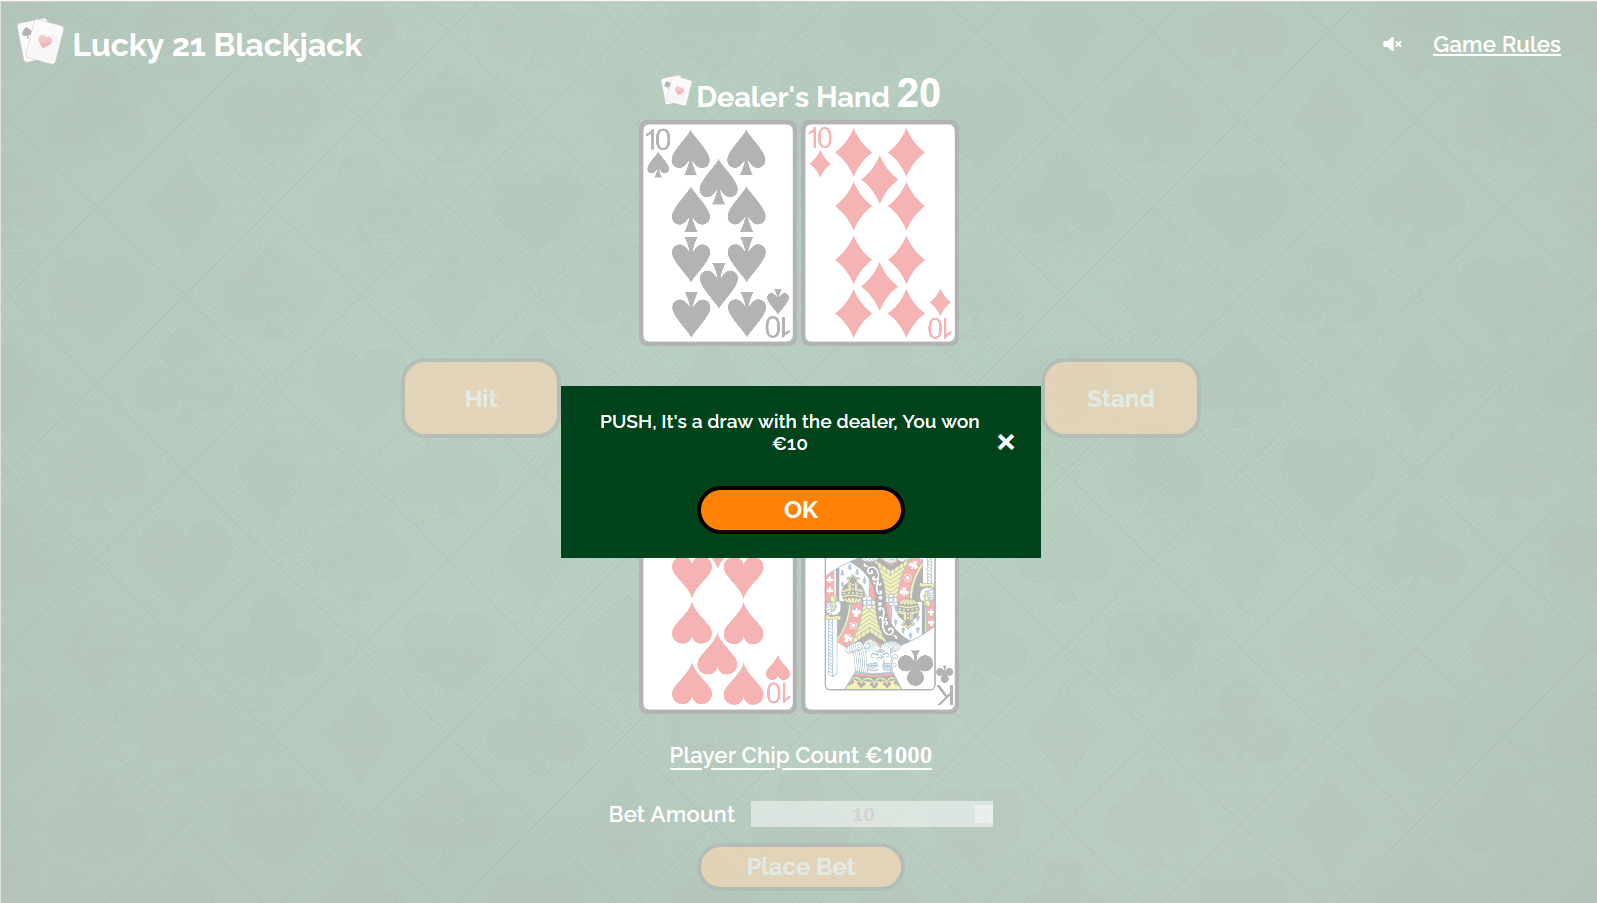 Lucky 21 Blackjack
Game Rules
Dealer's Hand 20
10
10
10
10
Hit
Stand
PUSH, It's a draw with the dealer, You won
€10
OK
10
K
Player Chip Count €1000
Bet Amount
10
Place Bet